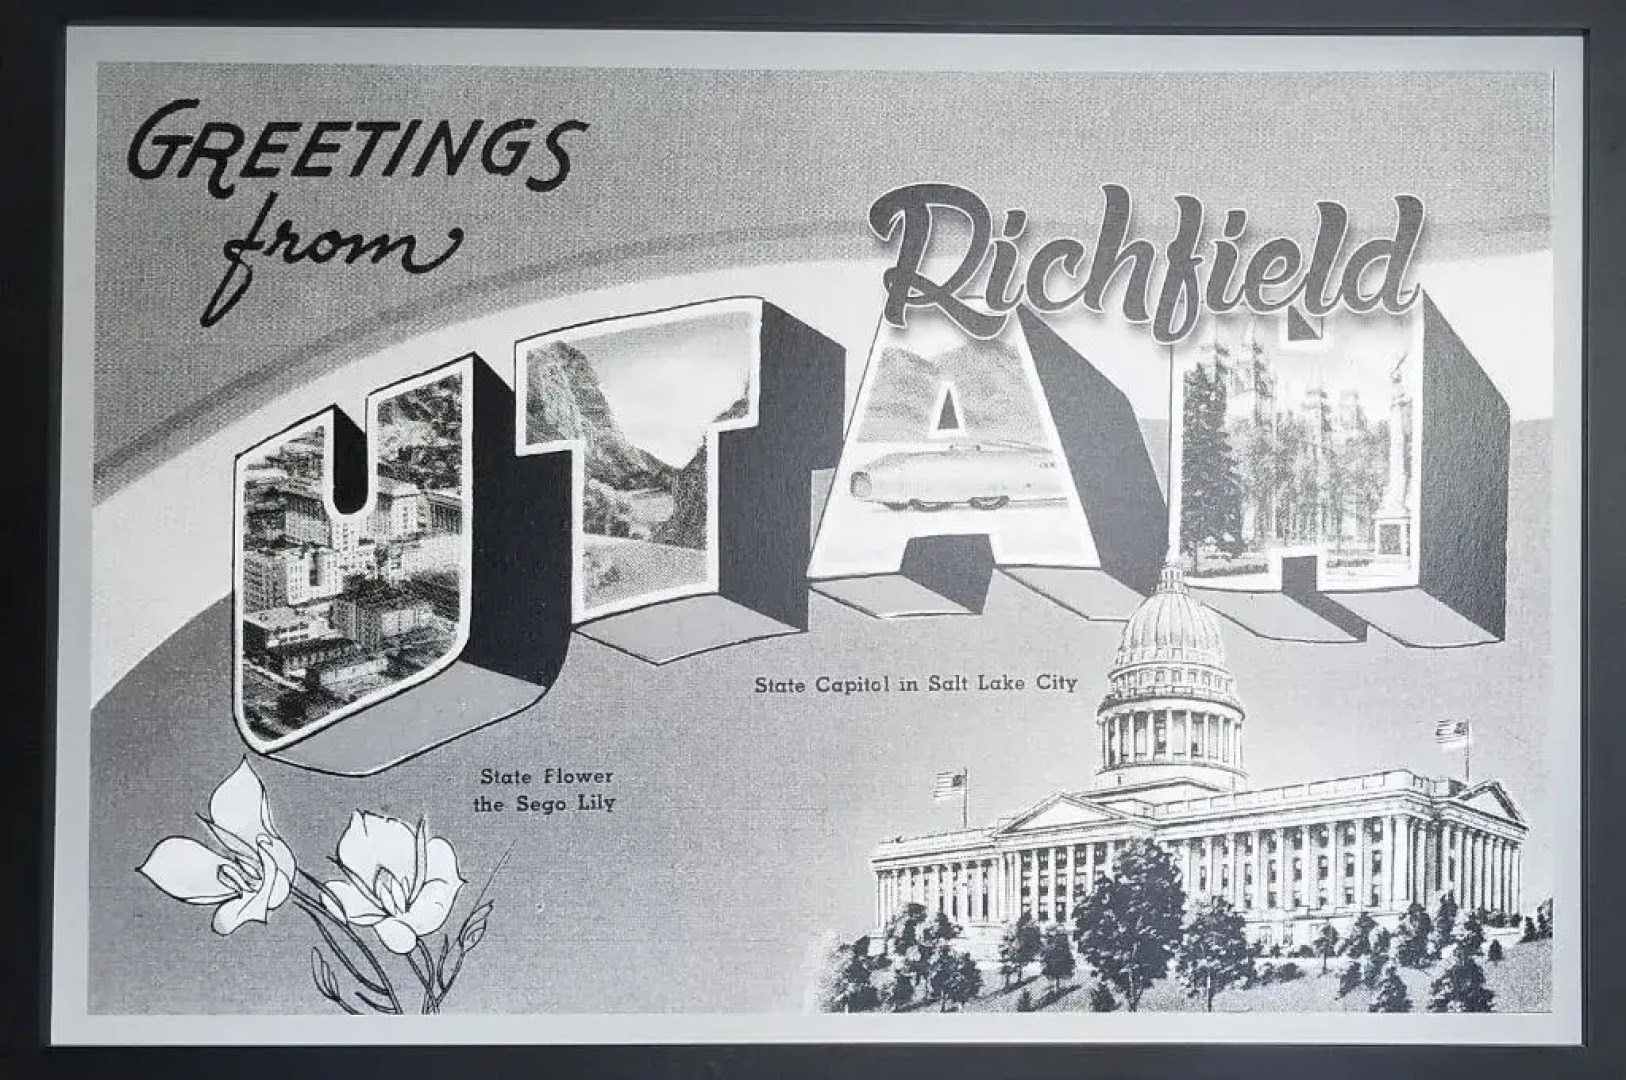 GREETINGS
from
Richfield
UTAH
State Capitol in Salt Lake City
State Flower
the Sego Lily